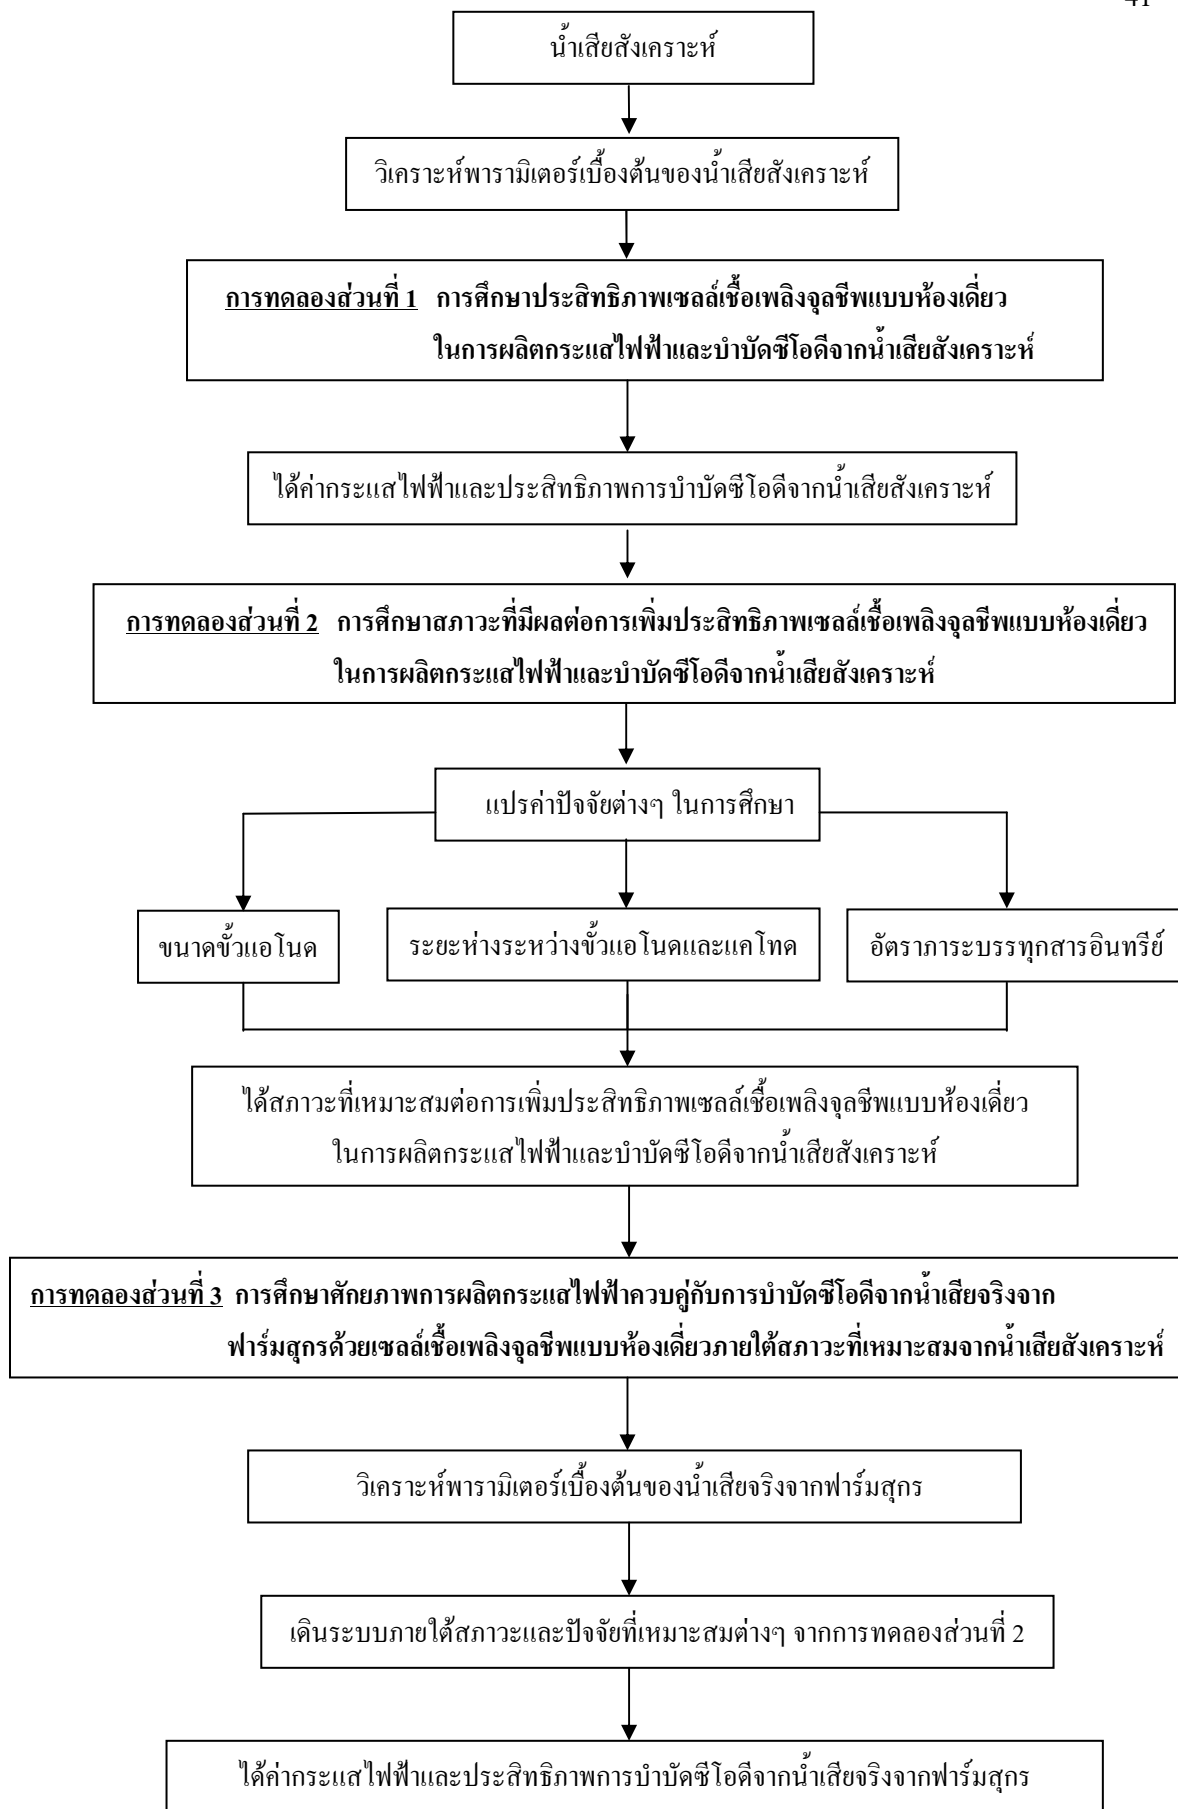 41
น้ำเสียสังเคราะห์
วิเคราะห์พารามิเตอร์เบื้องต้นของน้ำเสียสังเคราะห์
การทดลองส่วนที่ 1 การศึกษาประสิทธิภาพเซลล์เชื้อเพลิงจุลชีพแบบห้องเดี่ยว
ในการผลิตกระแสไฟฟ้าและบำบัดซีโอดีจากน้ำเสียสังเคราะห์
ได้ค่ากระแสไฟฟ้าและประสิทธิภาพการบำบัดซีโอดีจากน้ำเสียสังเคราะห์
การทดลองส่วนที่ 2 การศึกษาสภาวะที่มีผลต่อการเพิ่มประสิทธิภาพเซลล์เชื้อเพลิงจุลชีพแบบห้องเดี่ยว
ในการผลิตกระแสไฟฟ้าและบำบัดซีโอดีจากน้ำเสียสังเคราะห์
แปรค่าปัจจัยต่างๆ ในการศึกษา
ขนาดขั้วแอโนด
ระยะห่างระหว่างขั้วแอโนดและแคโทด
อัตราภาระบรรทุกสารอินทรีย์
ได้สภาวะที่เหมาะสมต่อการเพิ่มประสิทธิภาพเซลล์เชื้อเพลิงจุลชีพแบบห้องเดี่ยว
ในการผลิตกระแสไฟฟ้าและบำบัดซีโอดีจากน้ำเสียสังเคราะห์
การทดลองส่วนที่ 3 การศึกษาศักยภาพการผลิตกระแสไฟฟ้าควบคู่กับการบำบัดซีโอดีจากน้ำเสียจริงจาก
ฟาร์มสุกรด้วยเซลล์เชื้อเพลิงจุลชีพแบบห้องเดี่ยวภายใต้สภาวะที่เหมาะสมจากน้ำเสียสังเคราะห์
วิเคราะห์พารามิเตอร์เบื้องต้นของน้ำเสียจริงจากฟาร์มสุกร
เดินระบบภายใต้สภาวะและปัจจัยที่เหมาะสมต่างๆ จากการทดลองส่วนที่ 2
ได้ค่ากระแสไฟฟ้าและประสิทธิภาพการบำบัดซีโอดีจากน้ำเสียจริงจากฟาร์มสุกร